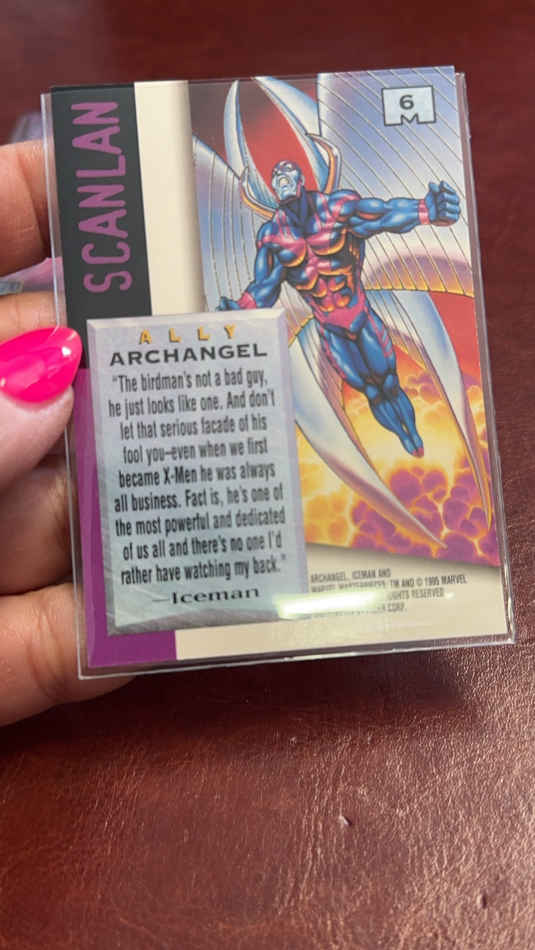 SCANLAN
6
M
ALLY
ARCHANGEL
"The birdman's not a bad guy,
he just looks like one. And don't
let that serious facade of his
fool you–even when we first
became X-Men he was always
all business. Fact is, he's one of
the most powerful and dedicated
of us all and there's no one I'd
rather have watching my back."
—Iceman
ARCHANGEL, ICEMAN AND
MARVEL MASTERPIECES: TM AND © 1995 MARVEL
RIGHTS RESERVED
CORP.